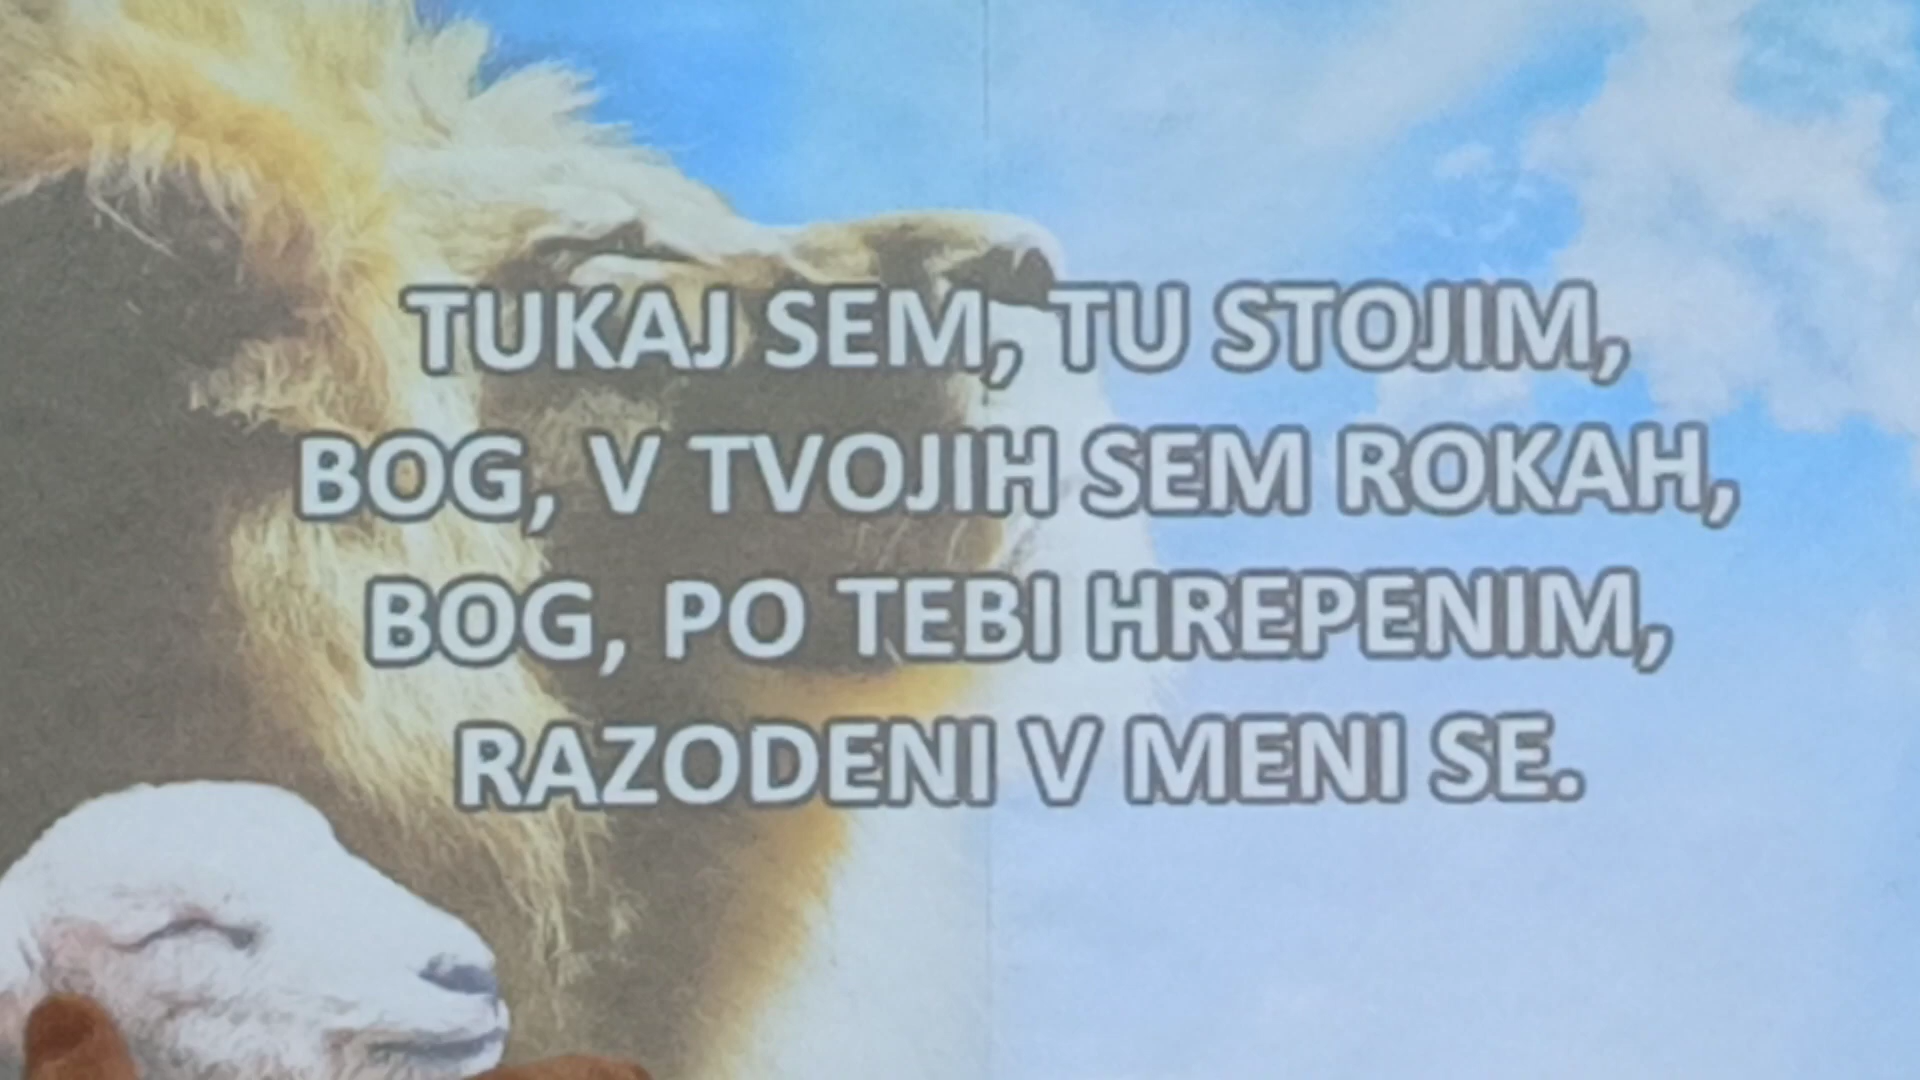 TUKAJ SEM, TU STOJIM,
BOG, V TVOJIH SEM ROKAH,
BOG, PO TEBI HREPENIM,
RAZODENI V MENI SE.